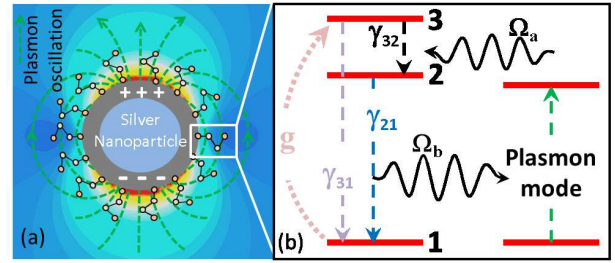 Plasmon
oscillation
+ + +
Silver
Nanoparticle
- - -
(a)
3
γ32
Ωa
2
g
γ21
γ31
Ωb
Plasmon
mode
1
(b)